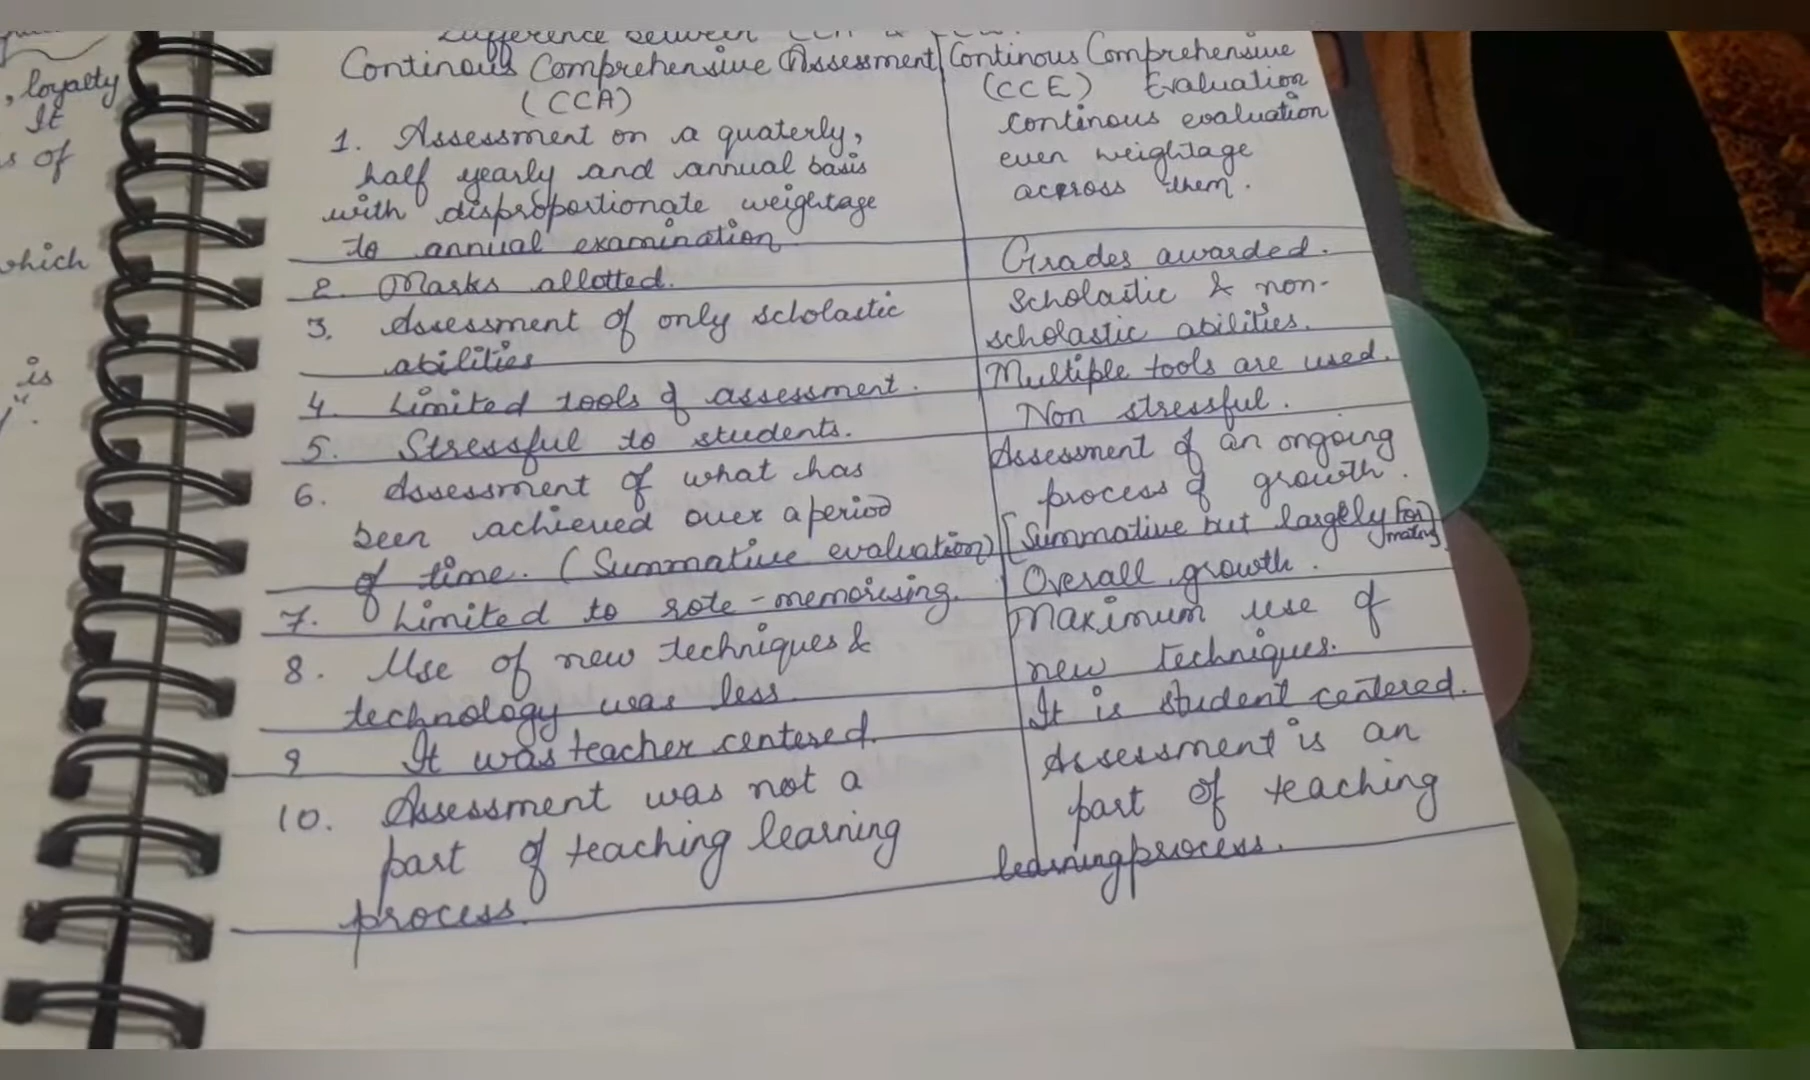 , loyalty
It
s of
which
is
Difference between
Continous Comprehensive Assessment
(CCA)
1. Assessment on a quaterly,
half yearly and annual basis
with disproportionate weightage
to annual examination
2. Marks allotted.
3. Assessment of only scholastic
abilities
4. Limited tools of assessment.
5. Stressful to students.
6. Assessment of what has
been achieved over a period
of time. (Summative evaluation)
7. Limited to rote-memorising.
8. Use of new techniques &
technology was less.
9 It was teacher centered.
10. Assessment was not a
part of teaching learning
process.
Continous Comprehensive
(CCE) Evaluation
Continous evaluation
even weightage
across them.
Grades awarded.
Scholastic & non-
scholastic abilities.
Multiple tools are used.
Non stressful.
Assessment of an ongoing
process of growth.
[Summative but largely For
mative]
Overall growth.
Maximum use of
new techniques.
It is student centered.
Assessment is an
part of teaching
learning process.